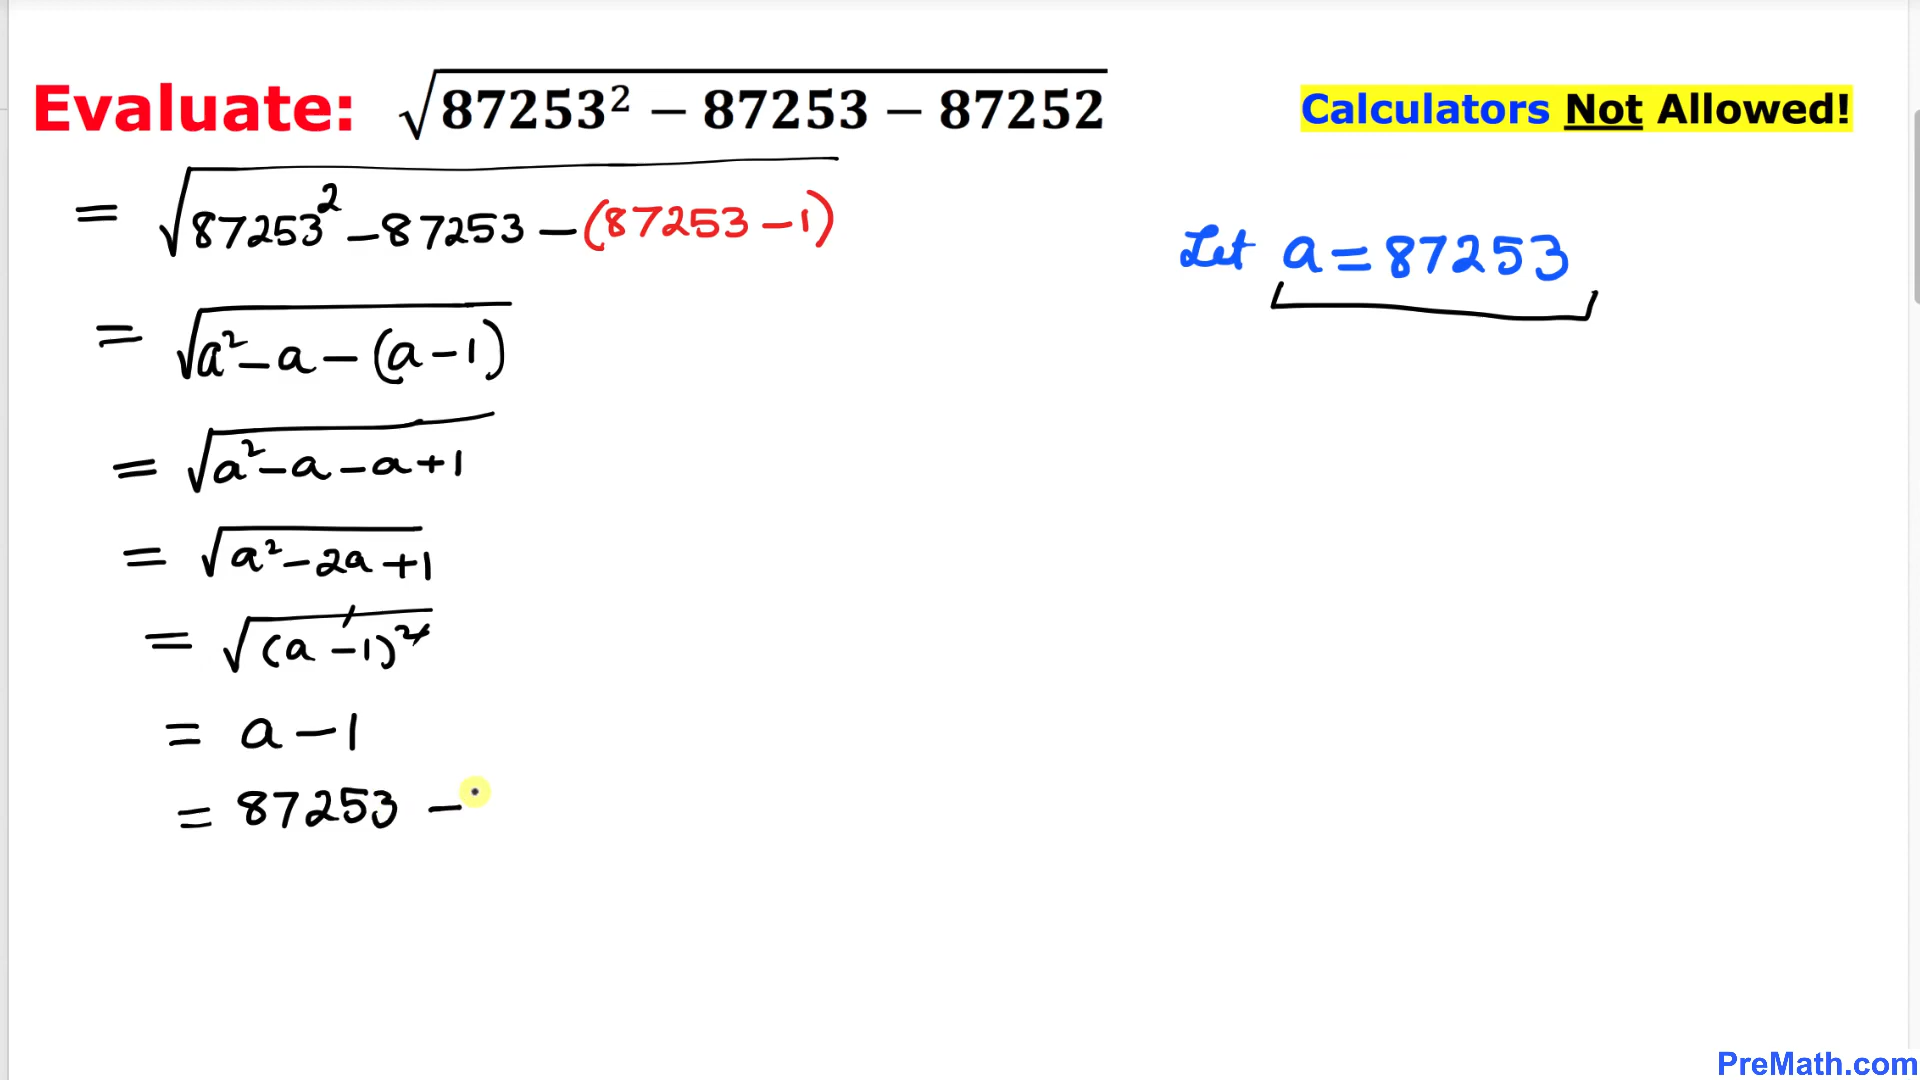 Evaluate: √87253² − 87253 − 87252
Calculators Not Allowed!
= √87253² − 87253 − (87253 − 1)
Let a = 87253
= √a² − a − (a − 1)
= √a² − a − a + 1
= √a² − 2a + 1
= √(a − 1)²
= a − 1
= 87253 −
PreMath.com